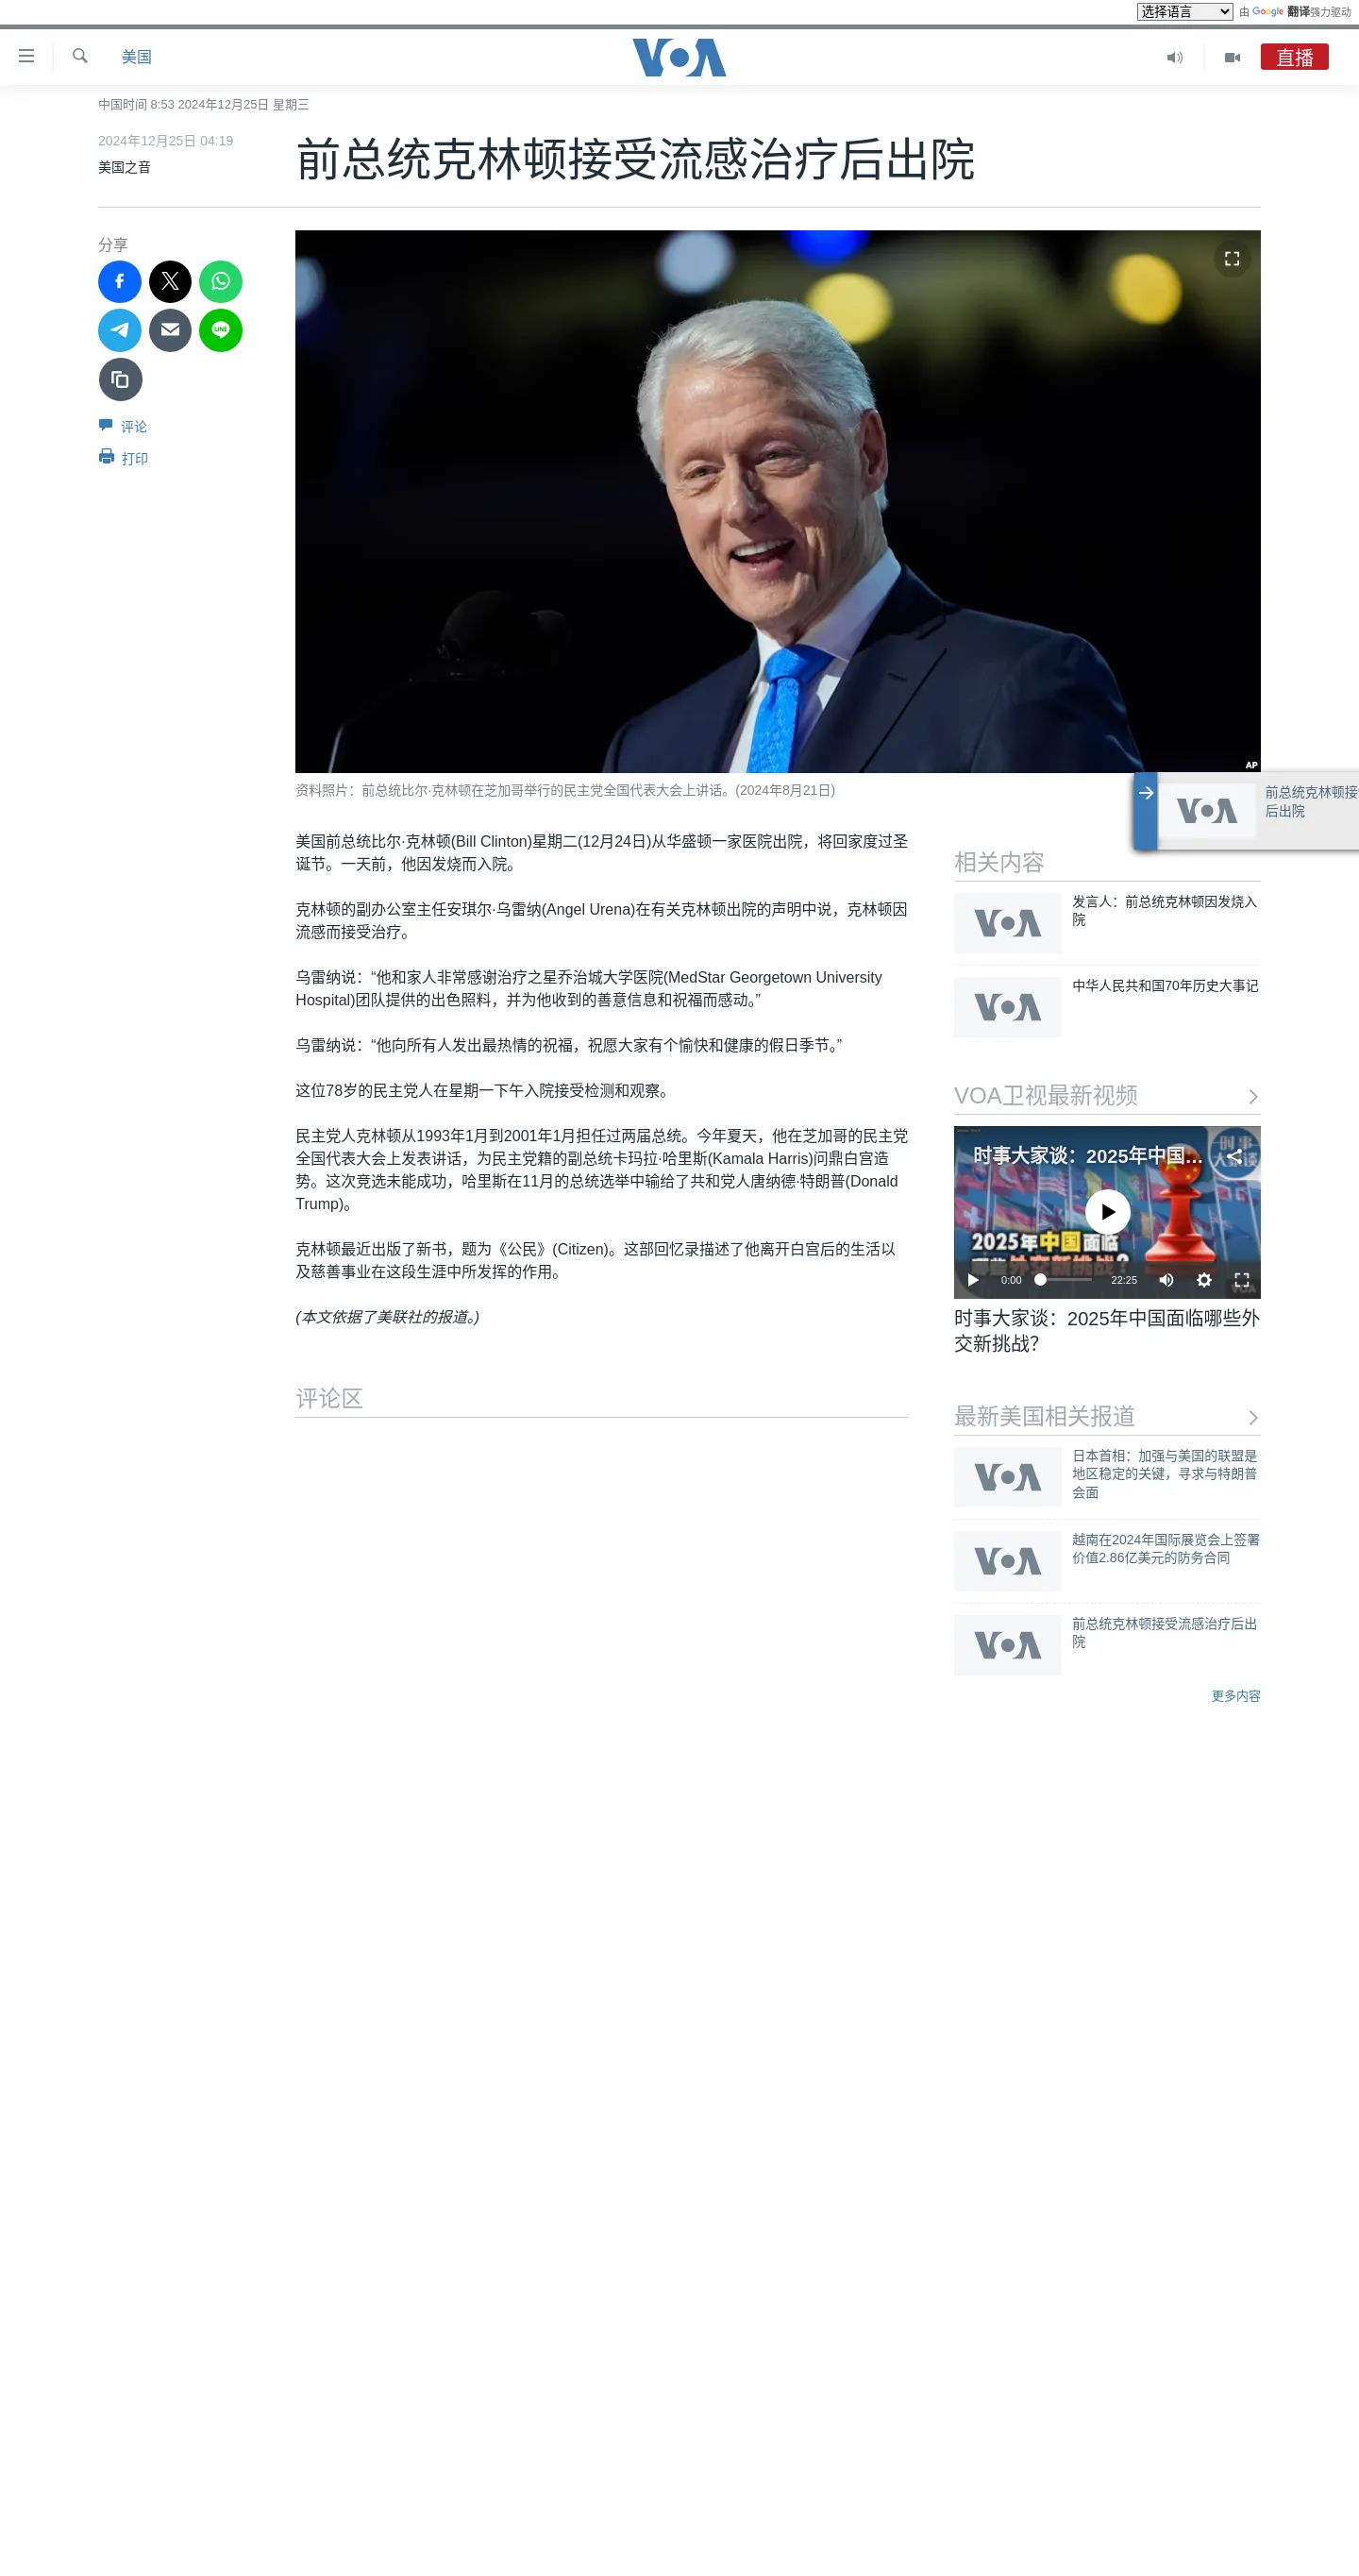 选择语言
由 Google 翻译强力驱动
美国
VOA
直播
中国时间 8:53 2024年12月25日 星期三
2024年12月25日 04:19
美国之音
前总统克林顿接受流感治疗后出院
分享
LINE
评论
打印
AP
资料照片：前总统比尔·克林顿在芝加哥举行的民主党全国代表大会上讲话。(2024年8月21日)
美国前总统比尔·克林顿(Bill Clinton)星期二(12月24日)从华盛顿一家医院出院，将回家度过圣
诞节。一天前，他因发烧而入院。
克林顿的副办公室主任安琪尔·乌雷纳(Angel Urena)在有关克林顿出院的声明中说，克林顿因
流感而接受治疗。
乌雷纳说：“他和家人非常感谢治疗之星乔治城大学医院(MedStar Georgetown University
Hospital)团队提供的出色照料，并为他收到的善意信息和祝福而感动。”
乌雷纳说：“他向所有人发出最热情的祝福，祝愿大家有个愉快和健康的假日季节。”
这位78岁的民主党人在星期一下午入院接受检测和观察。
民主党人克林顿从1993年1月到2001年1月担任过两届总统。今年夏天，他在芝加哥的民主党
全国代表大会上发表讲话，为民主党籍的副总统卡玛拉·哈里斯(Kamala Harris)问鼎白宫造
势。这次竞选未能成功，哈里斯在11月的总统选举中输给了共和党人唐纳德·特朗普(Donald
Trump)。
克林顿最近出版了新书，题为《公民》(Citizen)。这部回忆录描述了他离开白宫后的生活以
及慈善事业在这段生涯中所发挥的作用。
(本文依据了美联社的报道。)
评论区
VOA
前总统克林顿接
后出院
相关内容
VOA
发言人：前总统克林顿因发烧入
院
VOA
中华人民共和国70年历史大事记
VOA卫视最新视频
时事大家谈：2025年中国...
时事
大家谈
2025年中国面临
哪些外交新挑战？
0:00
22:25
VOA
时事大家谈：2025年中国面临哪些外
交新挑战？
最新美国相关报道
VOA
日本首相：加强与美国的联盟是
地区稳定的关键，寻求与特朗普
会面
VOA
越南在2024年国际展览会上签署
价值2.86亿美元的防务合同
VOA
前总统克林顿接受流感治疗后出
院
更多内容